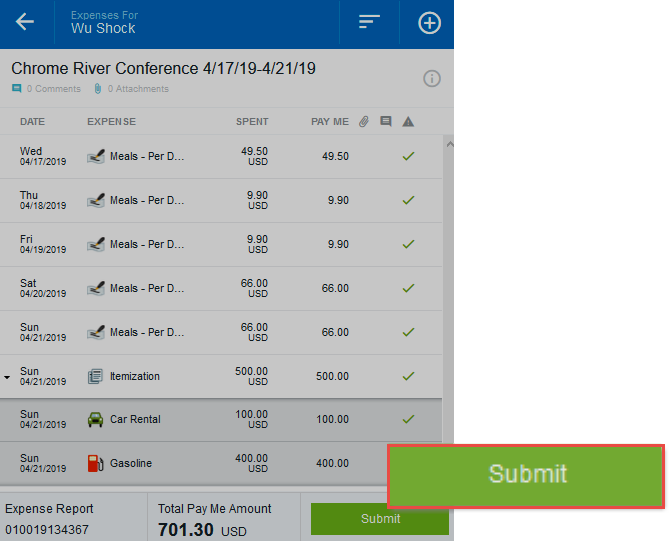 Expenses For
Wu Shock
Chrome River Conference 4/17/19-4/21/19
0 Comments 0 Attachments
DATE EXPENSE SPENT PAY ME
Wed 49.50
04/17/2019 Meals - Per D... USD 49.50
Thu 9.90
04/18/2019 Meals - Per D... USD 9.90
Fri 9.90
04/19/2019 Meals - Per D... USD 9.90
Sat 66.00
04/20/2019 Meals - Per D... USD 66.00
Sun 66.00
04/21/2019 Meals - Per D... USD 66.00
Sun 500.00
04/21/2019 Itemization USD 500.00
Sun 100.00
04/21/2019 Car Rental USD 100.00
Sun 400.00
04/21/2019 Gasoline USD 400.00
Submit
Expense Report Total Pay Me Amount
010019134367 701.30 USD
Submit